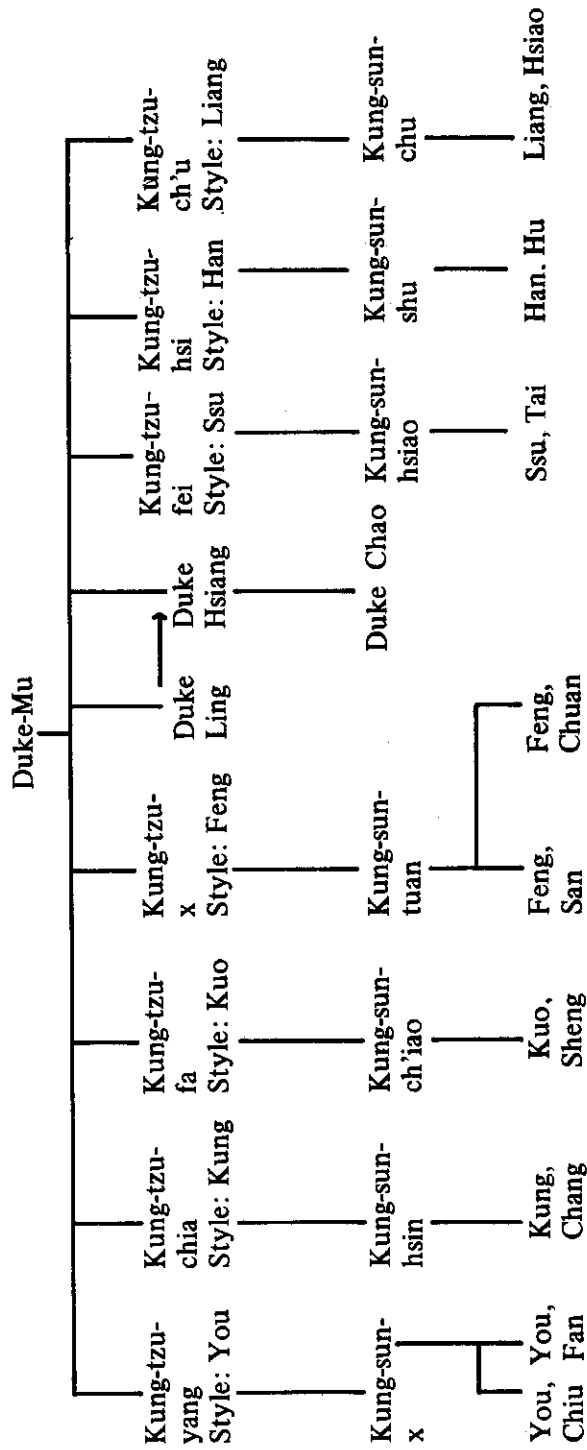 Duke-Mu
Kung-tzu-
yang
Style: You
Kung-tzu-
chia
Style: Kung
Kung-tzu-
fa
Style: Kuo
Kung-tzu-
x
Style: Feng
Duke
Ling
Duke
Hsiang
Kung-tzu-
fei
Style: Ssu
Kung-tzu-
hsi
Style: Han
Kung-tzu-
ch'u
Style: Liang
Kung-sun-
x
Kung-sun-
hsin
Kung-sun-
ch'iao
Kung-sun-
tuan
Duke Chao
Kung-sun-
hsiao
Kung-sun-
shu
Kung-sun-
chu
You,
Chiu
You,
Fan
Kung,
Chang
Kuo,
Sheng
Feng,
San
Feng,
Chuan
Ssu, Tai
Han. Hu
Liang, Hsiao